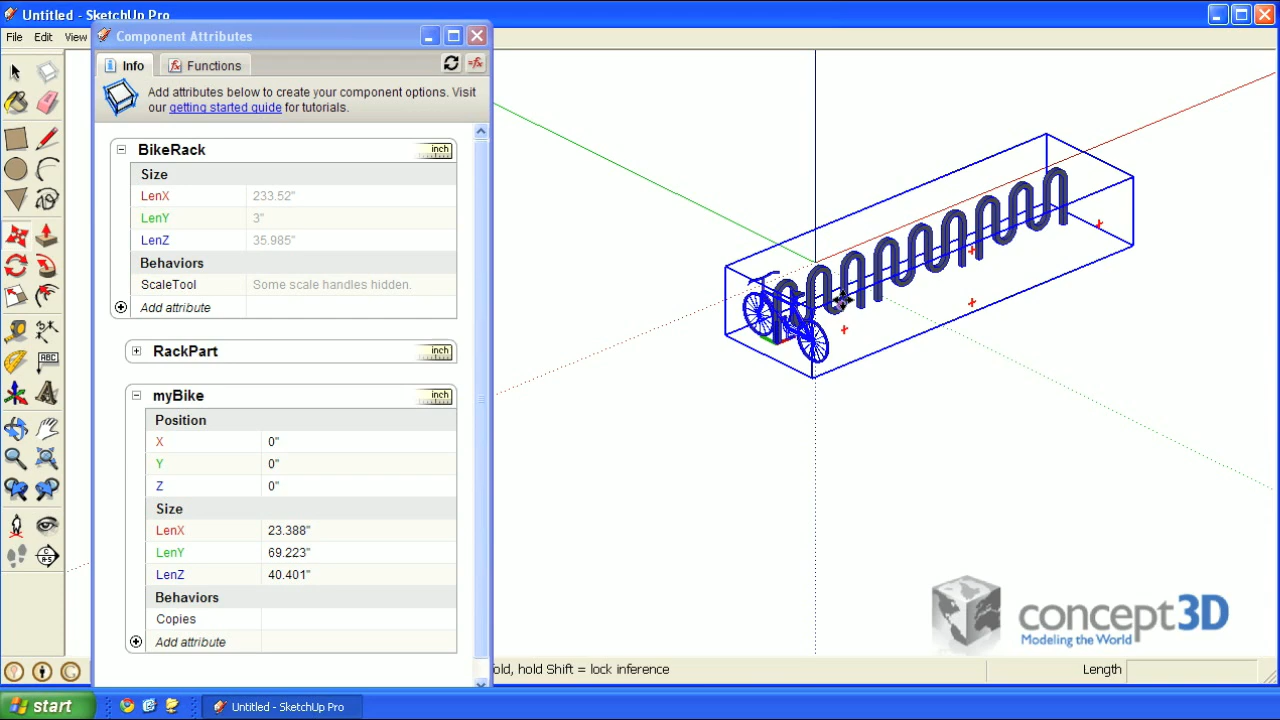 Untitled - SketchUp Pro
File Edit View
Component Attributes
Info Functions
Add attributes below to create your component options. Visit
our getting started guide for tutorials.
BikeRack inch
Size
LenX 233.52"
LenY 3"
LenZ 35.985"
Behaviors
ScaleTool Some scale handles hidden.
Add attribute
RackPart inch
myBike inch
Position
X 0"
Y 0"
Z 0"
Size
LenX 23.388"
LenY 69.223"
LenZ 40.401"
Behaviors
Copies
Add attribute
ABC
concept3D
Modeling the World
old, hold Shift = lock inference
Length
start
Untitled - SketchUp Pro